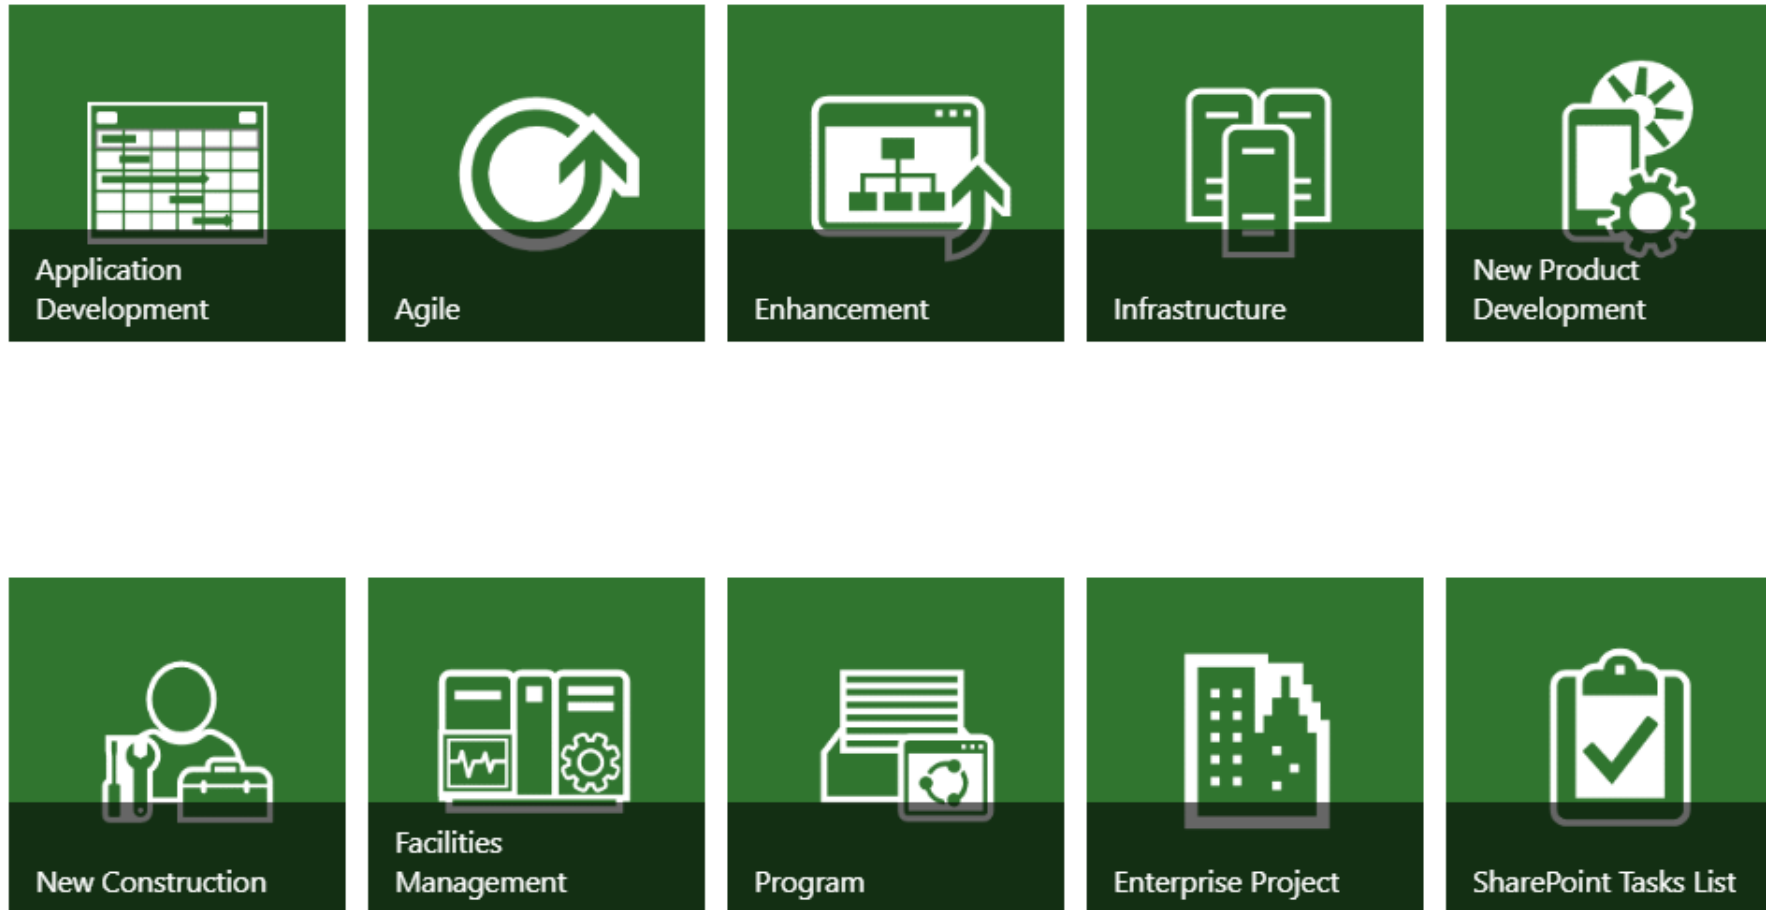 Application
Development
Agile
Enhancement
Infrastructure
New Product
Development
New Construction
Facilities
Management
Program
Enterprise Project
SharePoint Tasks List